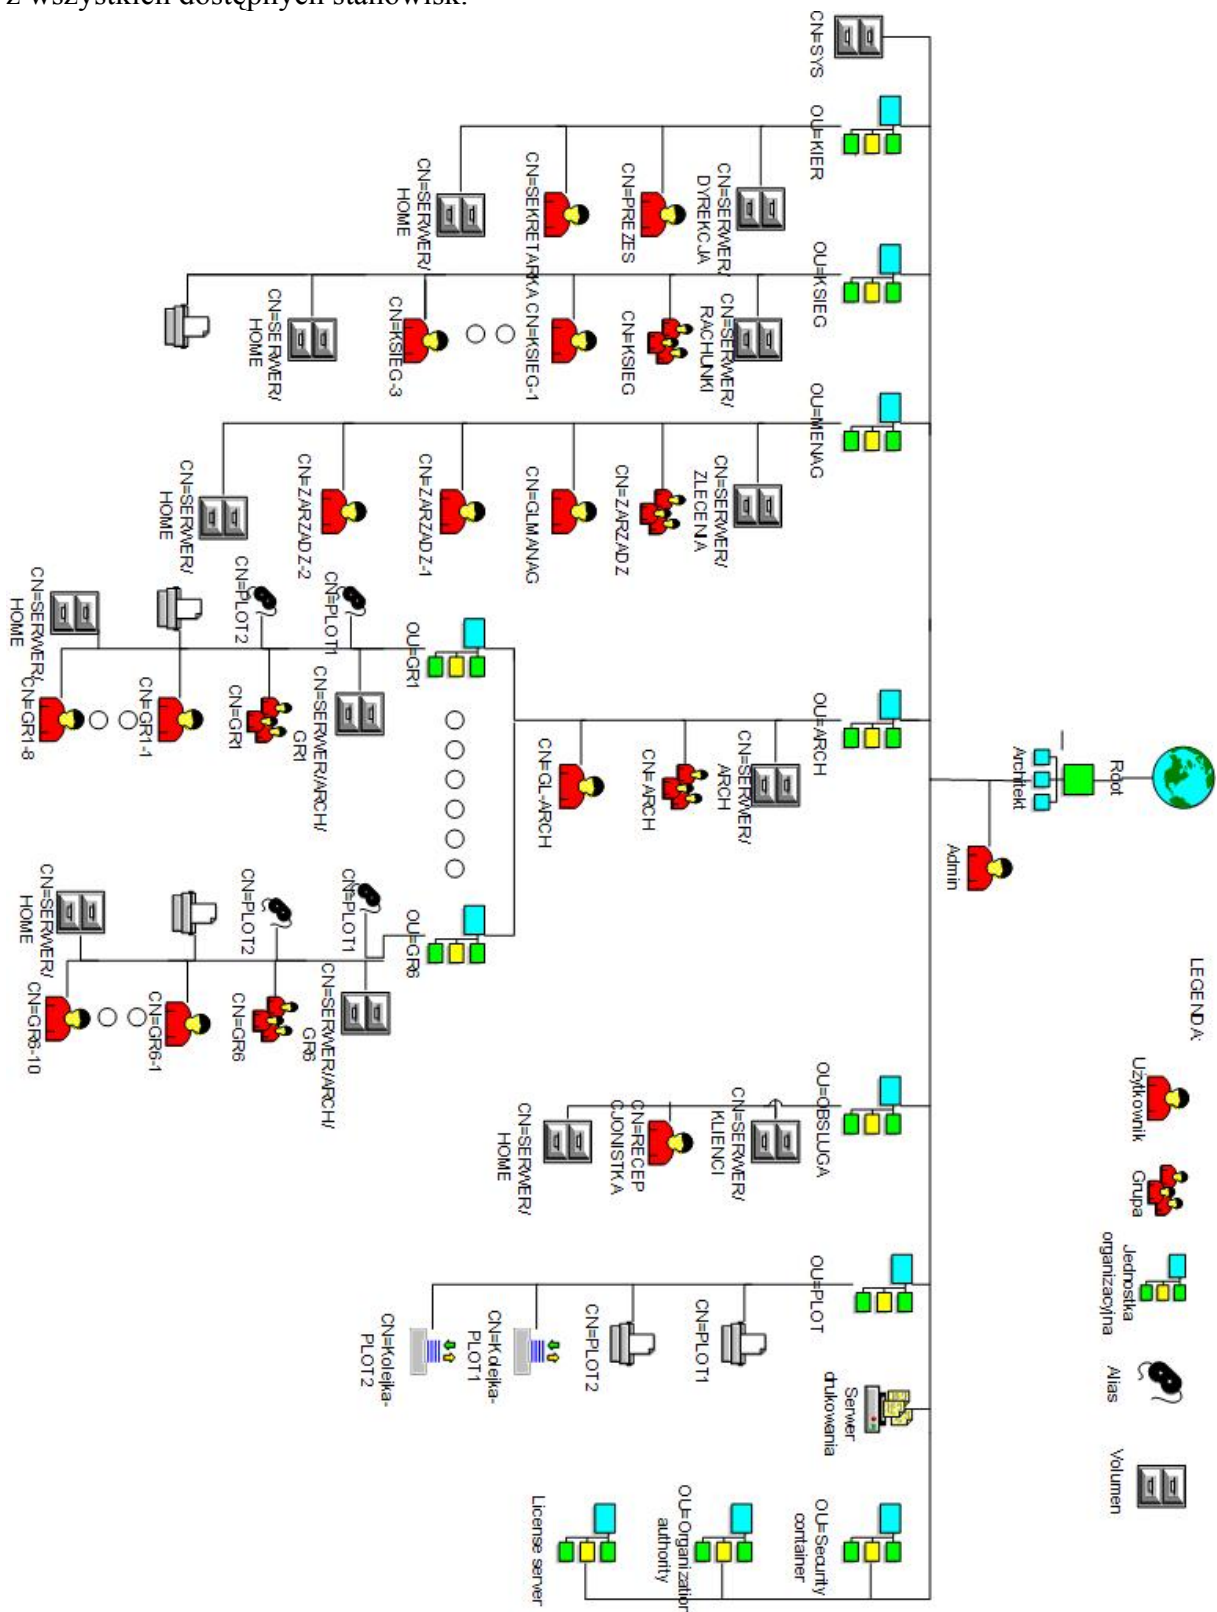 z wszystkich dostępnych stanowisk.
Root
Architekt
Admin
CN=SYS
OU=KIER
CN=SERWER/
DYREKCJA
CN=PREZES
CN=SEKRETARKA
CN=SERWER/
HOME
OU=KSIEG
CN=SERWER/
RACHUNKI
CN=KSIEG
CN=KSIEG-1
CN=KSIEG-3
CN=SERWER/
HOME
OU=MENAG
CN=SERWER/
ZLECENIA
CN=ZARZADZ
CN=GLMANAG
CN=ZARZADZ-1
CN=ZARZADZ-2
CN=SERWER/
HOME
OU=ARCH
CN=SERWER/
ARCH
CN=ARCH
CN=GL-ARCH
OU=GR1
CN=PLOT1
CN=PLOT2
CN=SERWER/ARCH/
GR1
CN=GR1
CN=GR1-1
CN=GR1-8
CN=SERWER/
HOME
OU=GR6
CN=PLOT1
CN=PLOT2
CN=SERWER/ARCH/
GR6
CN=GR6
CN=GR6-1
CN=GR6-10
CN=SERWER/
HOME
OU=OBSLUGA
CN=SERWER/
KLIENCI
CN=RECEP
CJONISTKA
CN=SERWER/
HOME
OU=PLOT
CN=PLOT1
CN=PLOT2
CN=Kolejka-
PLOT1
CN=Kolejka-
PLOT2
Serwer
drukowania
OU=Security
container
OU=Organization
authority
License server
LEGENDA:
Użytkownik
Grupa
Jednostka
organizacyjna
Alias
Volumen